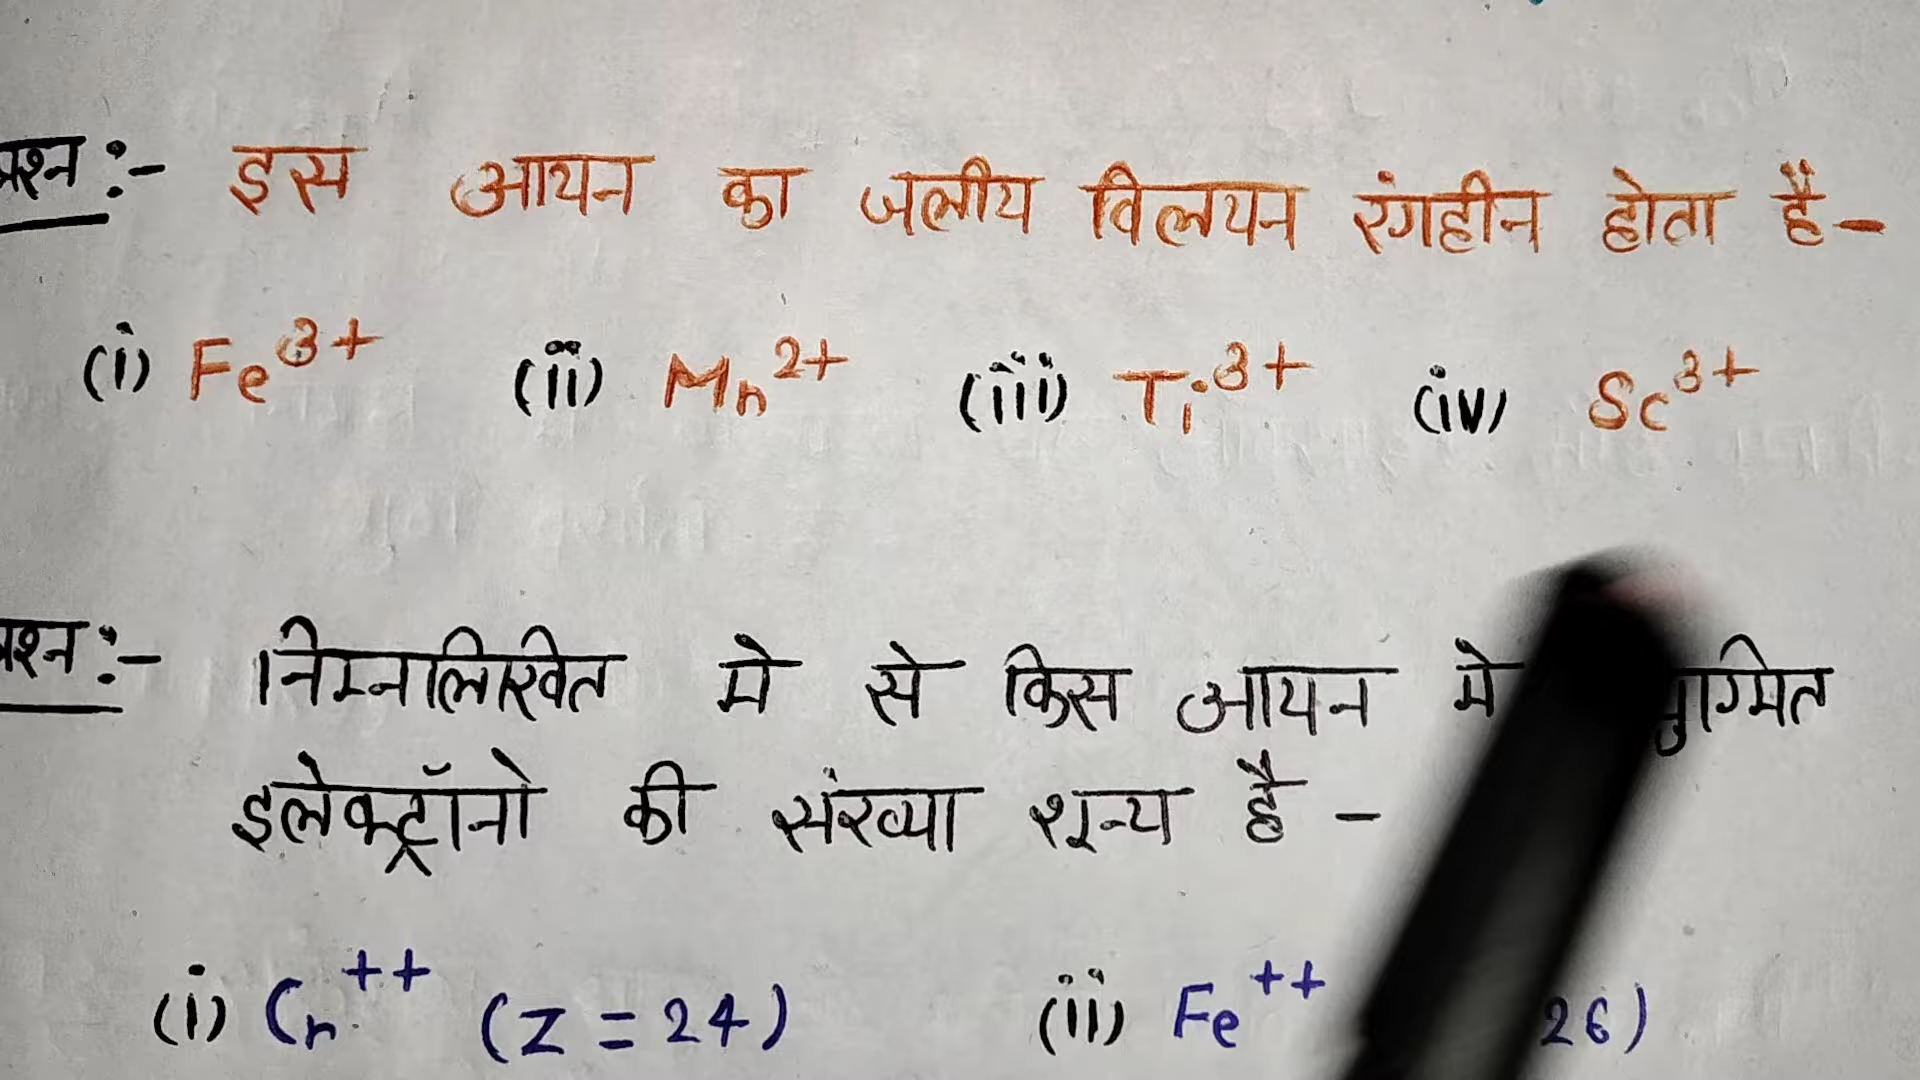 प्रश्न :- इस आयन का जलीय विलयन रंगहीन होता है -
(i) Fe³⁺ (ii) Mn²⁺ (iii) Ti³⁺ (iv) Sc³⁺
प्रश्न :- निम्नलिखित मे से किस आयन मे
इलेक्ट्रॉनो की संख्या शून्य है -
(i) Cr⁺⁺ (Z = 24) (ii) Fe⁺⁺ 26)